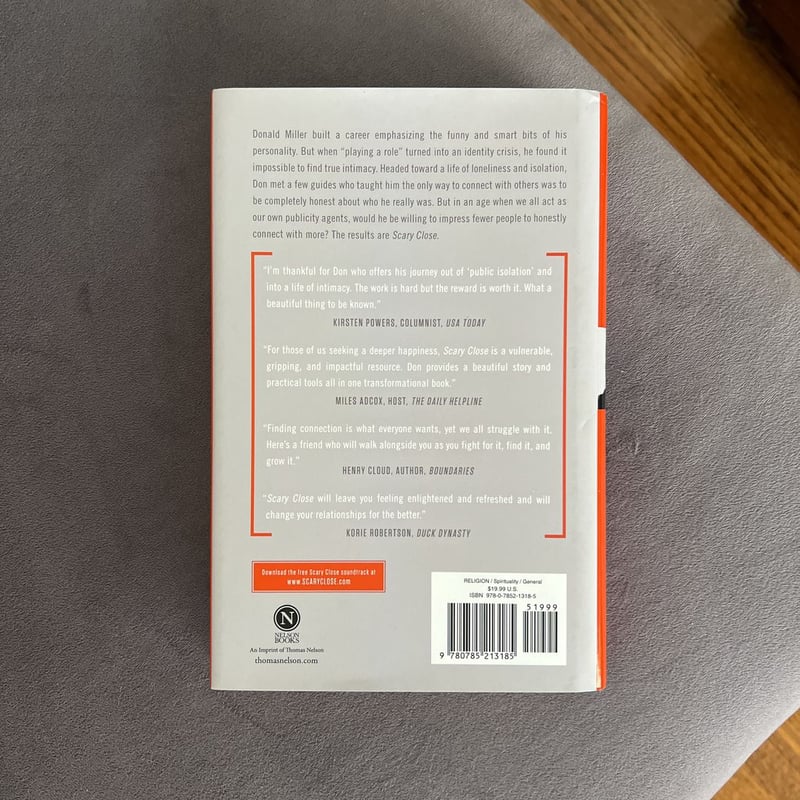 Donald Miller built a career emphasizing the funny and smart bits of his
personality. But when "playing a role" turned into an identity crisis, he found it
impossible to find true intimacy. Headed toward a life of loneliness and isolation,
Don met a few guides who taught him the only way to connect with others was to
be completely honest about who he really was. But in an age when we all act as
our own publicity agents, would he be willing to impress fewer people to honestly
connect with more? The results are Scary Close.
"I'm thankful for Don who offers his journey out of 'public isolation' and
into a life of intimacy. The work is hard but the reward is worth it. What a
beautiful thing to be known."
KIRSTEN POWERS, COLUMNIST, USA TODAY
"For those of us seeking a deeper happiness, Scary Close is a vulnerable,
gripping, and impactful resource. Don provides a beautiful story and
practical tools all in one transformational book."
MILES ADCOX, HOST, THE DAILY HELPLINE
"Finding connection is what everyone wants, yet we all struggle with it.
Here's a friend who will walk alongside you as you fight for it, find it, and
grow it."
HENRY CLOUD, AUTHOR, BOUNDARIES
"Scary Close will leave you feeling enlightened and refreshed and will
change your relationships for the better."
KORIE ROBERTSON, DUCK DYNASTY
Download the free Scary Close soundtrack at
www.SCARYCLOSE.com
N
NELSON
BOOKS
An Imprint of Thomas Nelson
thomasnelson.com
RELIGION / Spirituality / General
$19.99 U.S.
ISBN 978-0-7852-1318-5
51999
9 780785 213185